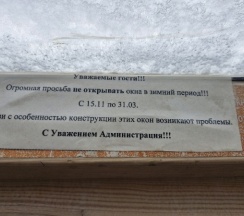 Уважаемые гости!!!
Огромная просьба не открывать окна в зимний период!!!
С 15.11 по 31.03.
и с особенностью конструкции этих окон возникают проблемы.
С Уважением Администрация!!!